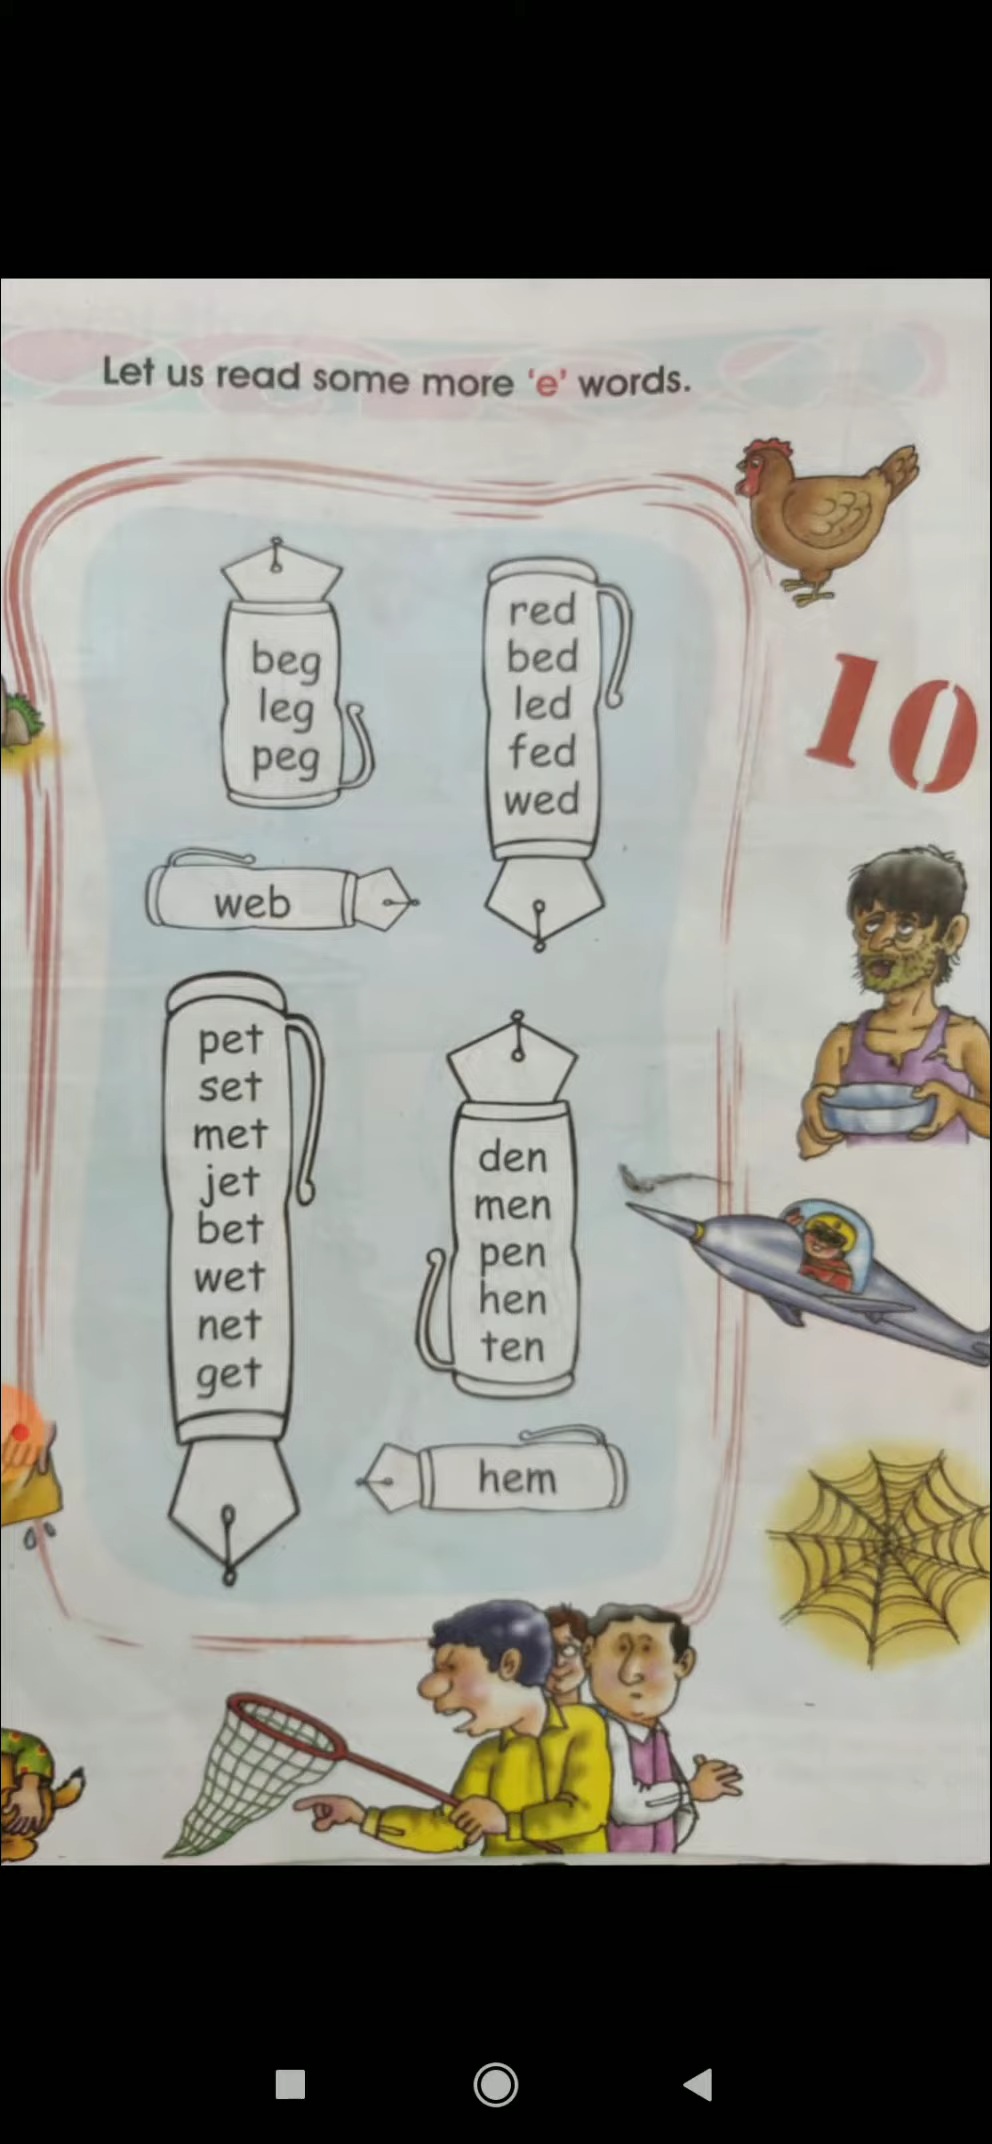 Let us read some more 'e' words.
beg
leg
peg
red
bed
led
fed
wed
10
web
pet
set
met
jet
bet
wet
net
get
den
men
pen
hen
ten
hem